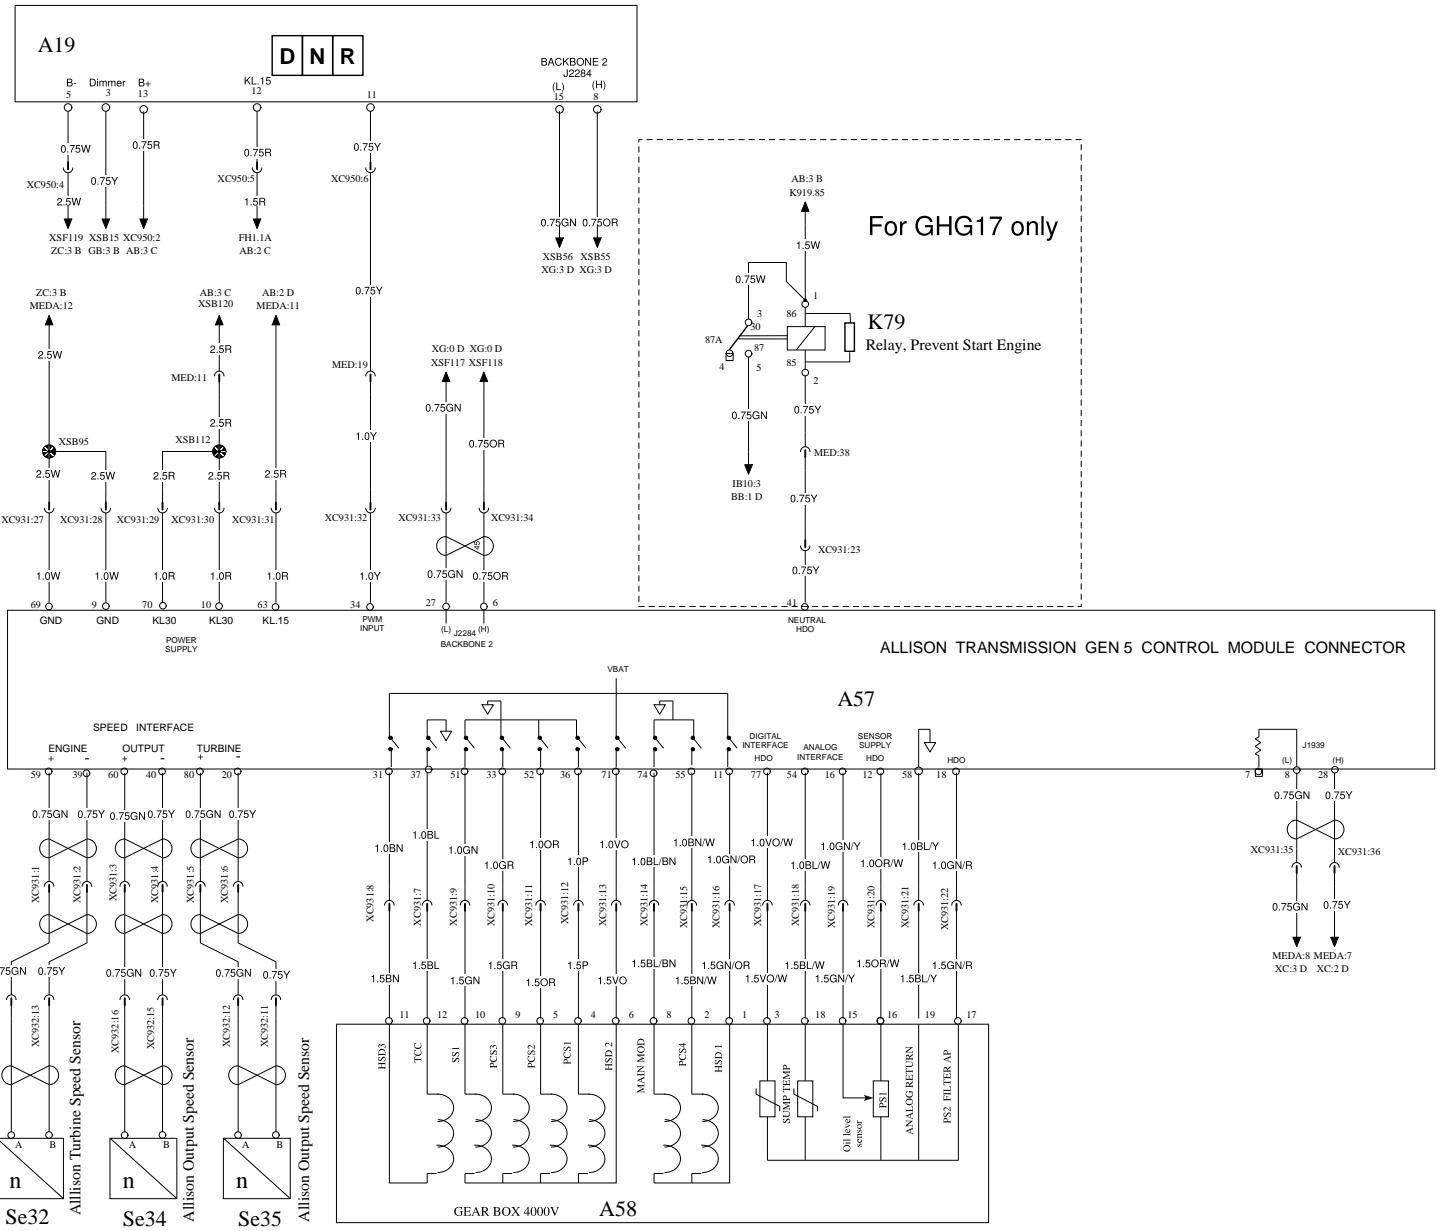 A19
D N R
B-
5
Dimmer
3
B+
13
KL.15
12
11
BACKBONE 2
J2284
(L) (H)
15 8
0.75W
0.75Y
0.75R
0.75R
0.75Y
XC950:4
XC950:5
XC950:6
2.5W
1.5R
0.75GN
0.75OR
XSF119 XSB15 XC950:2
ZC:3 B GB:3 B AB:3 C
FH1.1A
AB:2 C
XSB56 XSB55
XG:3 D XG:3 D
AB:3 B
K919.85
For GHG17 only
1.5W
0.75W
1
86
3
30
87A
4
87
5
85
2
K79
Relay, Prevent Start Engine
0.75GN
0.75Y
MED:38
IB10:3
BB:1 D
0.75Y
XC931:23
0.75Y
ZC:3 B
MEDA:12
AB:3 C
XSB120
AB:2 D
MEDA:11
0.75Y
2.5W
2.5R
MED:11
MED:19
XG:0 D XG:0 D
XSF117 XSF118
0.75GN
0.75OR
2.5R
1.0Y
XSB95
XSB112
2.5W 2.5W 2.5R 2.5R 2.5R
XC931:27 XC931:28 XC931:29 XC931:30 XC931:31 XC931:32 XC931:33 XC931:34
45
1.0W 1.0W 1.0R 1.0R 1.0R 1.0Y 0.75GN 0.75OR
69 9 70 10 63 34 27 6 41
GND GND KL30 KL30 KL.15
PWM
INPUT
(L) J2284 (H)
BACKBONE 2
NEUTRAL
HDO
POWER
SUPPLY
ALLISON TRANSMISSION GEN 5 CONTROL MODULE CONNECTOR
VBAT
A57
SPEED INTERFACE
ENGINE OUTPUT TURBINE
+ - + - + -
DIGITAL
INTERFACE
HDO
ANALOG
INTERFACE
SENSOR
SUPPLY
HDO
HDO
J1939
(L) (H)
59 39 60 40 80 20 31 37 51 33 52 36 71 74 55 11 77 54 16 12 58 18 7 8 28
0.75GN 0.75Y 0.75GN 0.75Y 0.75GN 0.75Y
0.75GN 0.75Y
1.0BN 1.0BL 1.0GN 1.0GR 1.0OR 1.0P 1.0VO 1.0BL/BN 1.0BN/W 1.0GN/OR 1.0VO/W 1.0BL/W 1.0GN/Y 1.0OR/W 1.0BL/Y 1.0GN/R
XC931:35 XC931:36
XC931:1 XC931:2 XC931:3 XC931:4 XC931:5 XC931:6
XC931:8 XC931:7 XC931:9 XC931:10 XC931:11 XC931:12 XC931:13 XC931:14 XC931:15 XC931:16 XC931:17 XC931:18 XC931:19 XC931:20 XC931:21 XC931:22
0.75GN 0.75Y
MEDA:8 MEDA:7
XC:3 D XC:2 D
75GN 0.75Y 0.75GN 0.75Y 0.75GN 0.75Y
1.5BN 1.5BL 1.5GN 1.5GR 1.5OR 1.5P 1.5VO 1.5BL/BN 1.5BN/W 1.5GN/OR 1.5VO/W 1.5BL/W 1.5GN/Y 1.5OR/W 1.5BL/Y 1.5GN/R
XC932:13 XC932:16 XC932:15 XC932:12 XC932:11
11 12 10 9 5 4 6 8 2 1 3 18 15 16 19 17
HSD3
TCC
SS1
PCS3
PCS2
PCS1
HSD 2
MAIN MOD
PCS4
HSD 1
SUMP TEMP
Oil level
sensor
PS1
ANALOG RETURN
PS2 FILTER AP
A B A B A B
n n n
Se32
Alllison Turbine Speed Sensor
Se34
Allison Output Speed Sensor
Se35
Allison Output Speed Sensor
GEAR BOX 4000V
A58